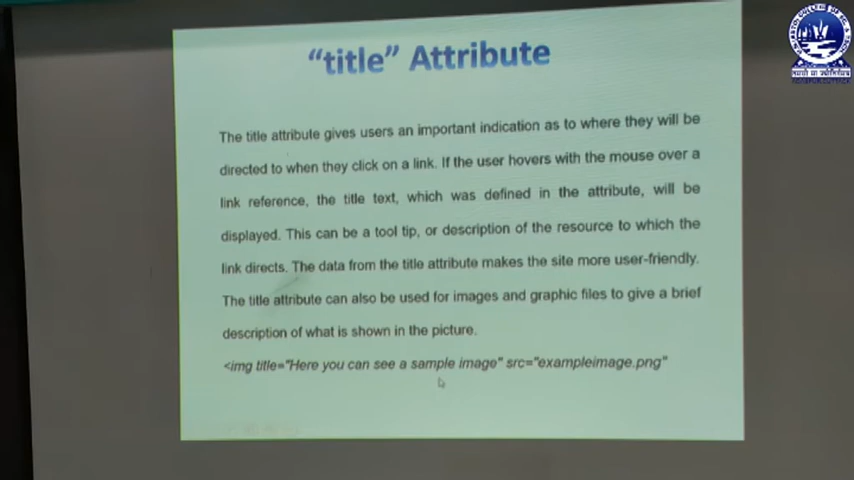 "title" Attribute
The title attribute gives users an important indication as to where they will be
directed to when they click on a link. If the user hovers with the mouse over a
link reference, the title text, which was defined in the attribute, will be
displayed. This can be a tool tip, or description of the resource to which the
link directs. The data from the title attribute makes the site more user-friendly.
The title attribute can also be used for images and graphic files to give a brief
description of what is shown in the picture.
<img title="Here you can see a sample image" src="exampleimage.png"